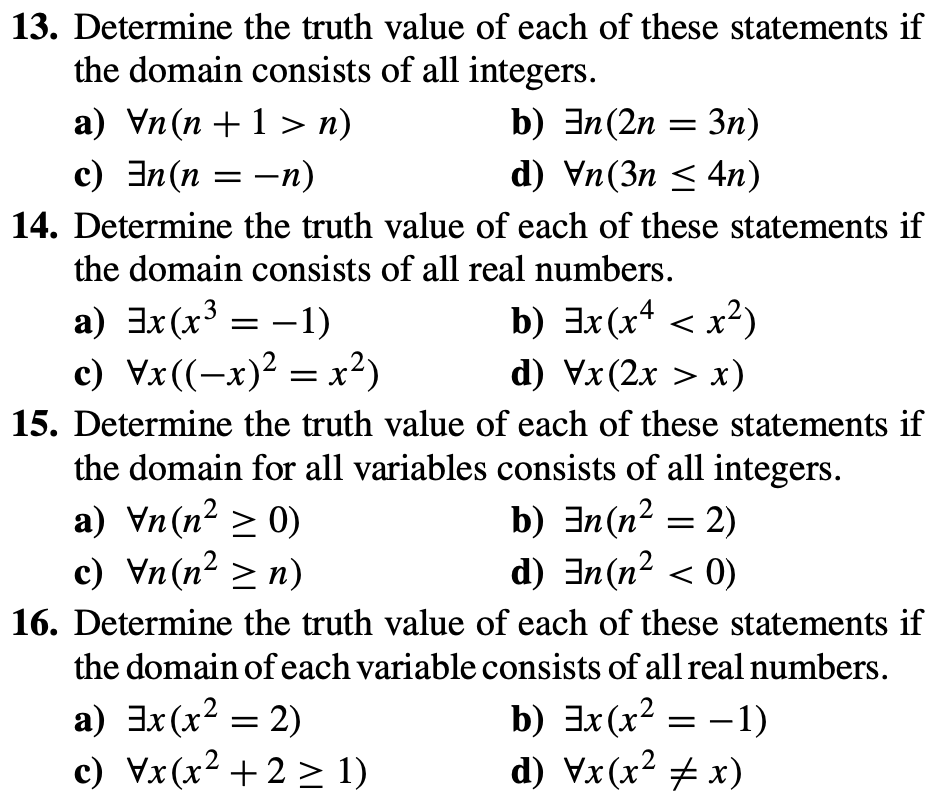 13. Determine the truth value of each of these statements if
the domain consists of all integers.
a) ∀n(n + 1 > n) b) ∃n(2n = 3n)
c) ∃n(n = −n) d) ∀n(3n ≤ 4n)
14. Determine the truth value of each of these statements if
the domain consists of all real numbers.
a) ∃x(x³ = −1) b) ∃x(x⁴ < x²)
c) ∀x((−x)² = x²) d) ∀x(2x > x)
15. Determine the truth value of each of these statements if
the domain for all variables consists of all integers.
a) ∀n(n² ≥ 0) b) ∃n(n² = 2)
c) ∀n(n² ≥ n) d) ∃n(n² < 0)
16. Determine the truth value of each of these statements if
the domain of each variable consists of all real numbers.
a) ∃x(x² = 2) b) ∃x(x² = −1)
c) ∀x(x² + 2 ≥ 1) d) ∀x(x² ≠ x)